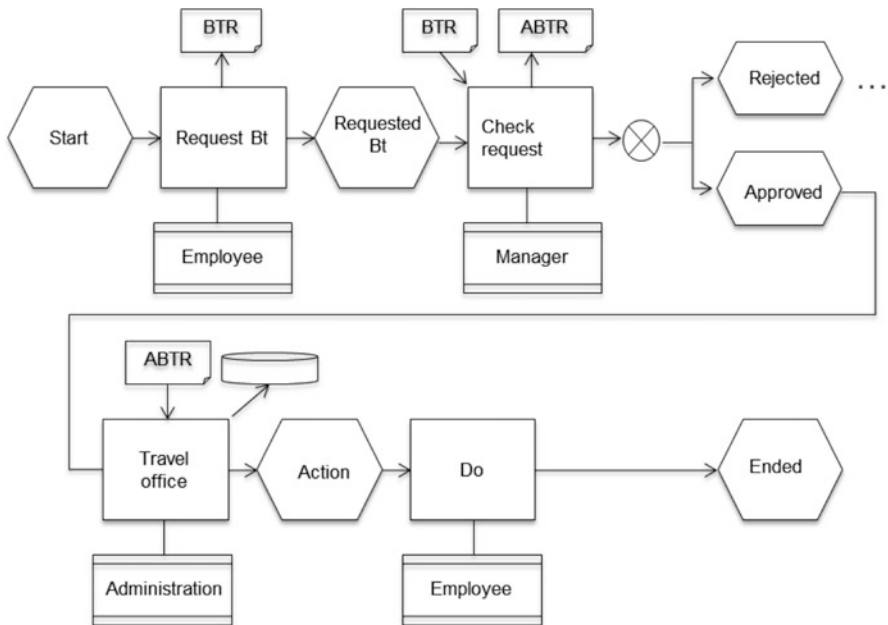 BTR
BTR
ABTR
Start
Request Bt
Requested
Bt
Check
request
Rejected
...
Approved
Employee
Manager
ABTR
Travel
office
Action
Do
Ended
Administration
Employee